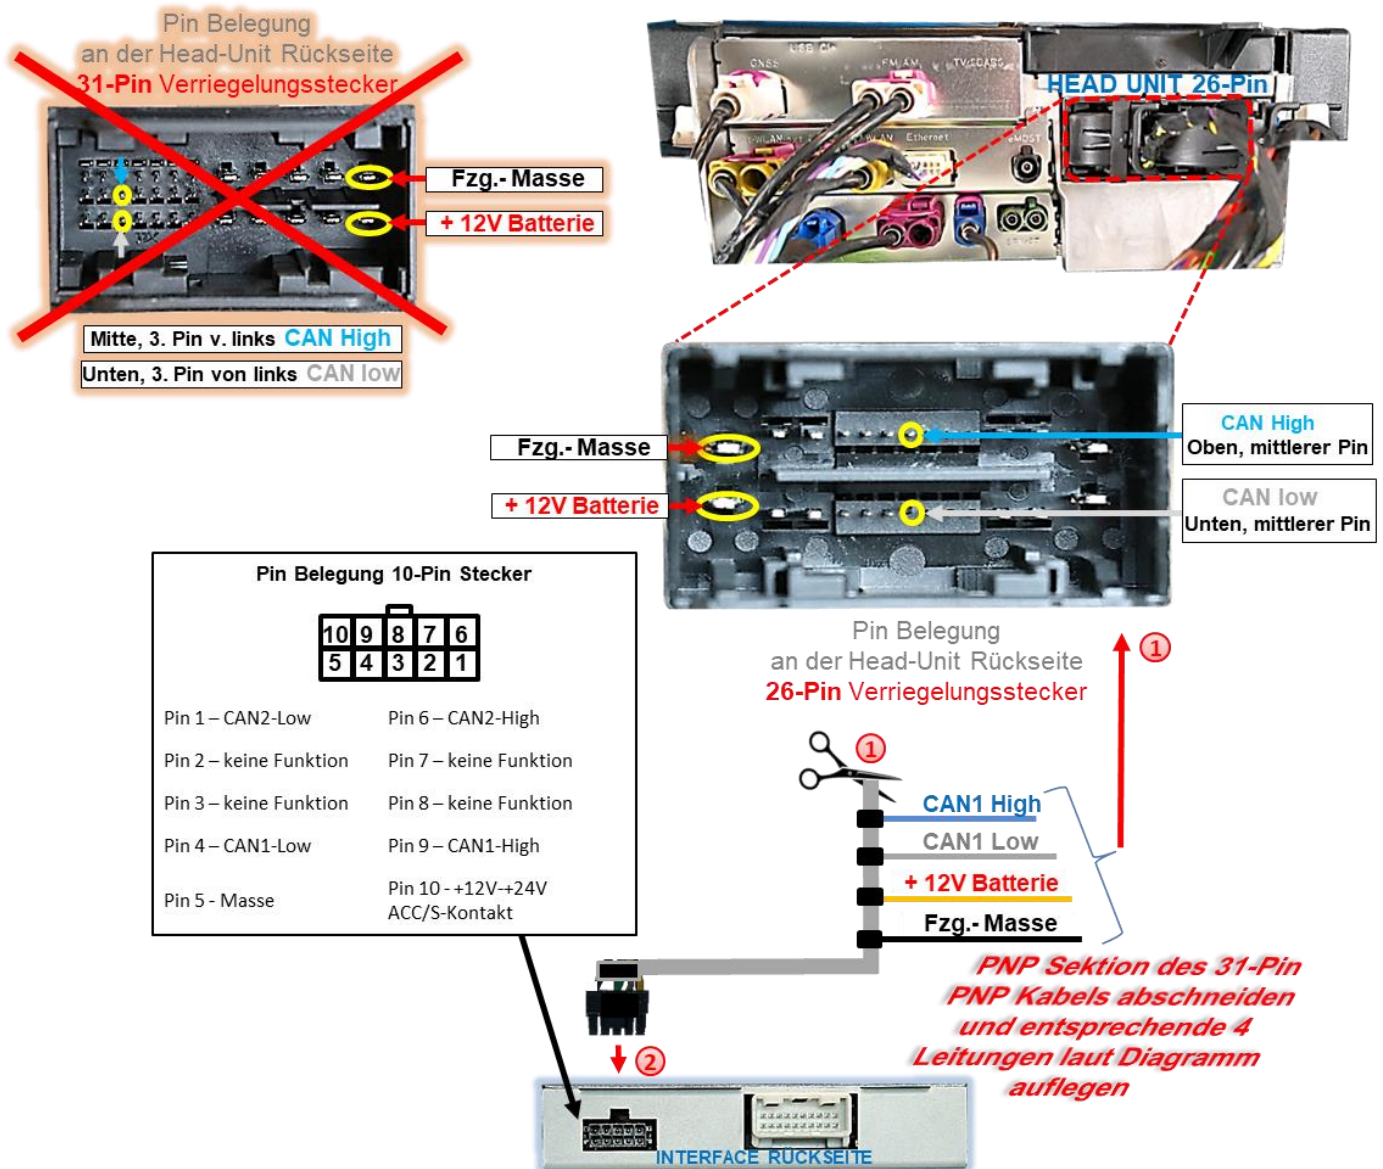 Pin Belegung
an der Head-Unit Rückseite
31-Pin Verriegelungsstecker
Fzg.- Masse
+ 12V Batterie
Mitte, 3. Pin v. links CAN High
Unten, 3. Pin von links CAN low
USB
GNSS
FM/AM
Ethernet
HEAD UNIT 26-Pin
Fzg.- Masse
+ 12V Batterie
CAN High
Oben, mittlerer Pin
CAN low
Unten, mittlerer Pin
Pin Belegung
an der Head-Unit Rückseite
26-Pin Verriegelungsstecker
Pin Belegung 10-Pin Stecker
10 9 8 7 6
5 4 3 2 1
Pin 1 – CAN2-Low
Pin 6 – CAN2-High
Pin 2 – keine Funktion
Pin 7 – keine Funktion
Pin 3 – keine Funktion
Pin 8 – keine Funktion
Pin 4 – CAN1-Low
Pin 9 – CAN1-High
Pin 5 - Masse
Pin 10 - +12V-+24V
ACC/S-Kontakt
1
1
CAN1 High
CAN1 Low
+ 12V Batterie
Fzg.- Masse
PNP Sektion des 31-Pin
PNP Kabels abschneiden
und entsprechende 4
Leitungen laut Diagramm
auflegen
2
INTERFACE RÜCKSEITE